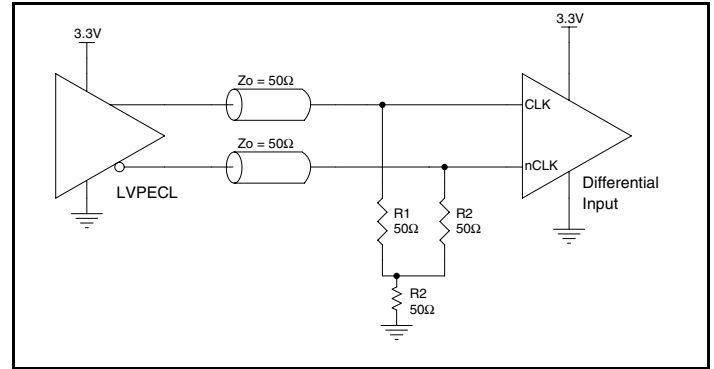 3.3V
3.3V
Zo = 50Ω
CLK
Zo = 50Ω
nCLK
LVPECL
Differential
Input
R1
50Ω
R2
50Ω
R2
50Ω